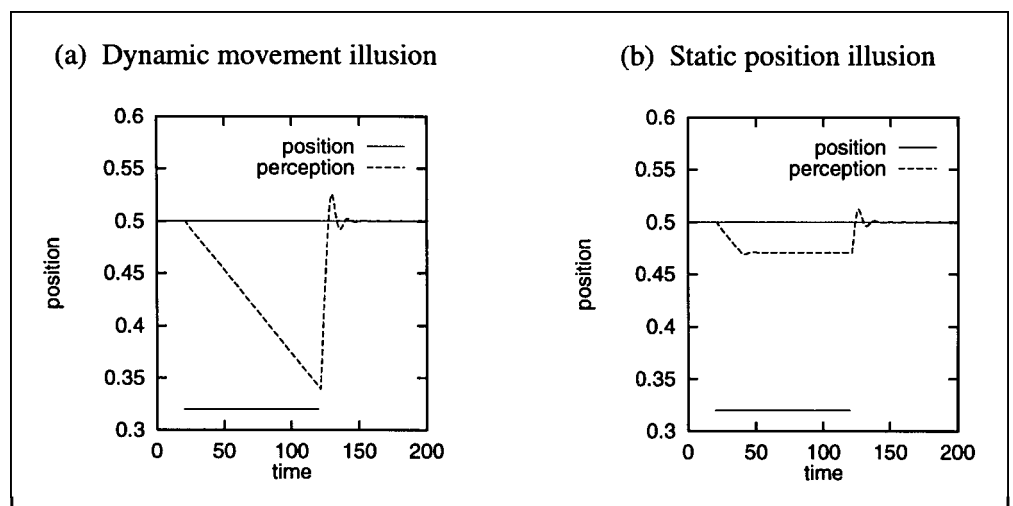 (a) Dynamic movement illusion
0.6
position
perception
0.55
0.5
0.45
position
0.4
0.35
0.3
0 50 100 150 200
time
(b) Static position illusion
0.6
position
perception
0.55
0.5
0.45
position
0.4
0.35
0.3
0 50 100 150 200
time